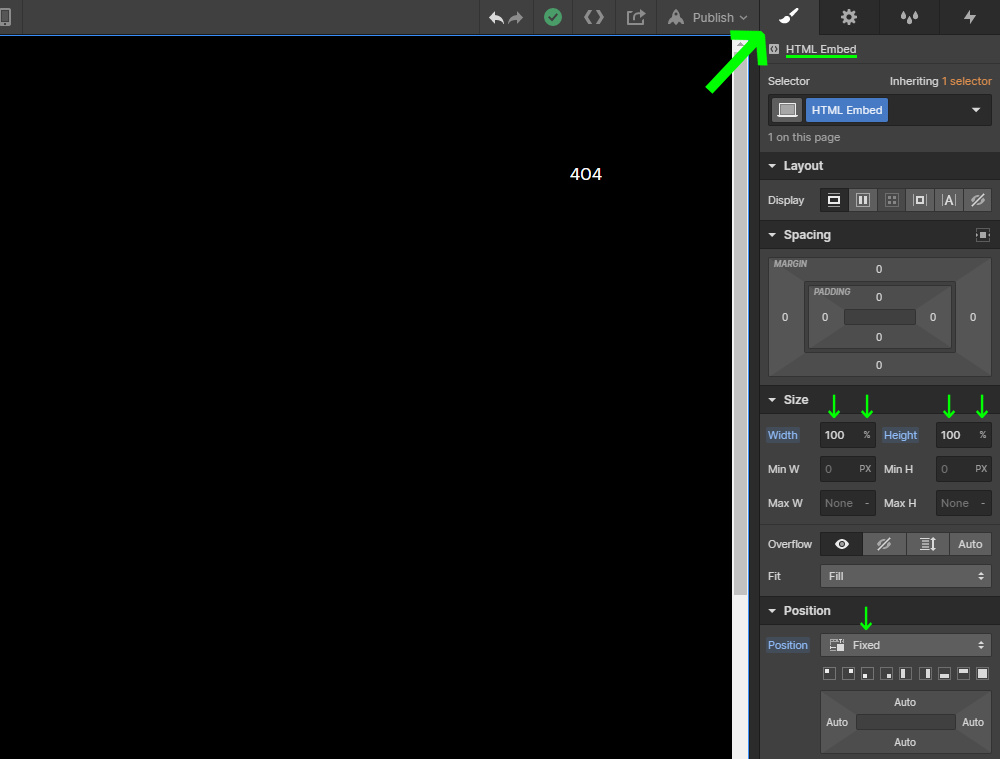 Publish
HTML Embed
Selector
Inheriting 1 selector
HTML Embed
1 on this page
404
Layout
Display
A
Spacing
MARGIN
0
PADDING
0
0 0 0 0
0
0
Size
Width 100 % Height 100 %
Min W 0 PX Min H 0 PX
Max W None - Max H None -
Overflow Auto
Fit Fill
Position
Position Fixed
Auto
Auto Auto
Auto